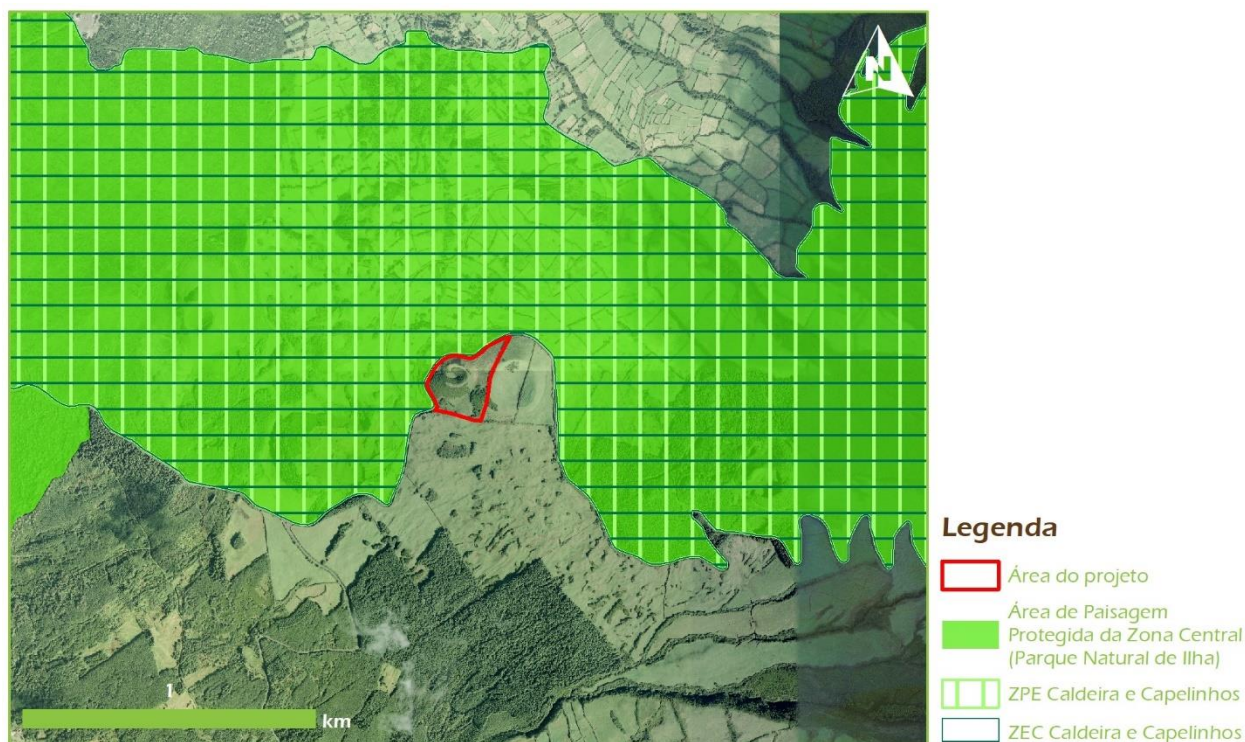 N
1
km
Legenda
Área do projeto
Área de Paisagem
Protegida da Zona Central
(Parque Natural de Ilha)
ZPE Caldeira e Capelinhos
ZEC Caldeira e Capelinhos